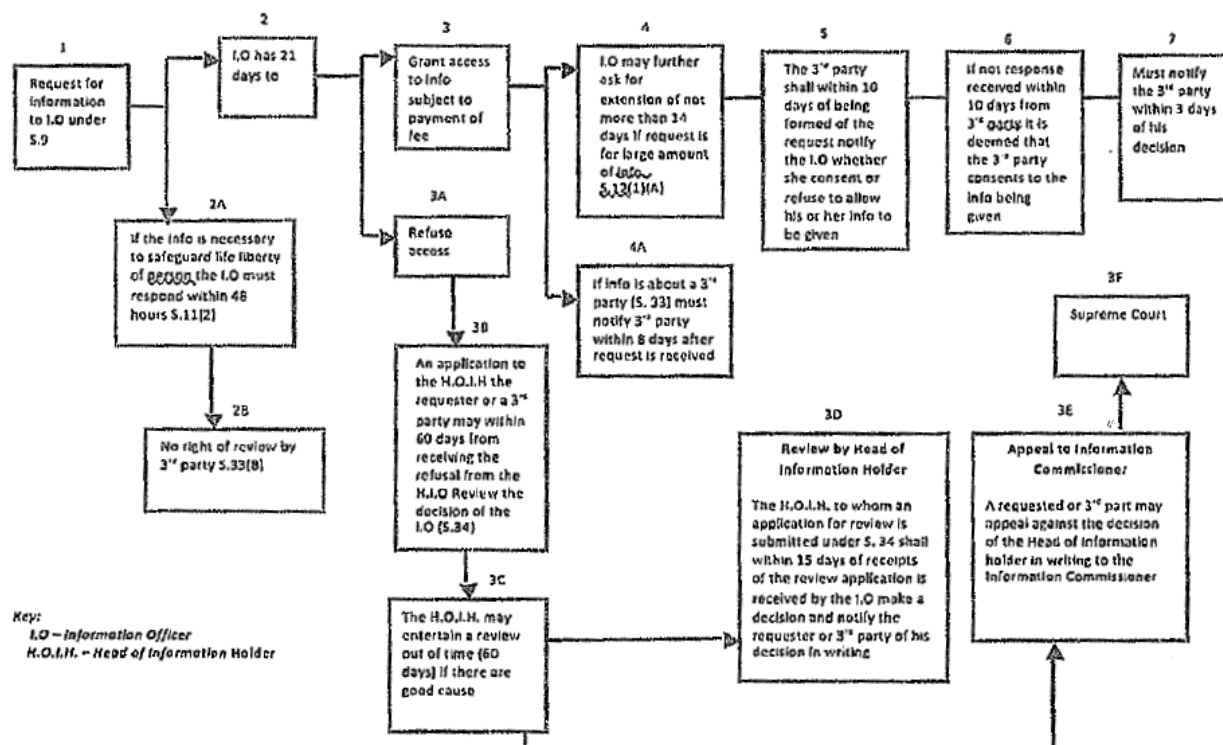 1
Request for
information
to I.O under
S.9
2
I.O has 21
days to
3
Grant access
to info
subject to
payment of
fee
4
I.O may further
ask for
extension of not
more than 14
days if request is
for large amount
of info
S.12(1)(A)
5
The 3rd party
shall within 10
days of being
formed of the
request notify
the I.O whether
she consent or
refuse to allow
his or her info to
be given
6
If not response
received within
10 days from
3rd party it is
deemed that
the 3rd party
consents to the
info being
given
7
Must notify
the 3rd party
within 3 days
of his
decision
2A
If the info is necessary
to safeguard life liberty
of person the I.O must
respond within 48
hours S.11(2)
3A
Refuse
access
4A
If info is about a 3rd
party (S. 33) must
notify 3rd party
within 8 days after
request is received
3F
Supreme Court
2B
No right of review by
3rd party S.33(8)
3B
An application to
the H.O.I.H the
requester or a 3rd
party may within
60 days from
receiving the
refusal from the
H.I.O Review the
decision of the
I.O (S.34)
3D
Review by Head of
Information Holder
The H.O.I.H. to whom an
application for review is
submitted under S. 34 shall
within 15 days of receipts
of the review application is
received by the I.O make a
decision and notify the
requester or 3rd party of his
decision in writing
3E
Appeal to Information
Commissioner
A requested or 3rd part may
appeal against the decision
of the Head of Information
holder in writing to the
Information Commissioner
3C
The H.O.I.H. may
entertain a review
out of time (60
days) if there are
good cause
Key:
I.O – Information Officer
H.O.I.H. – Head of Information Holder